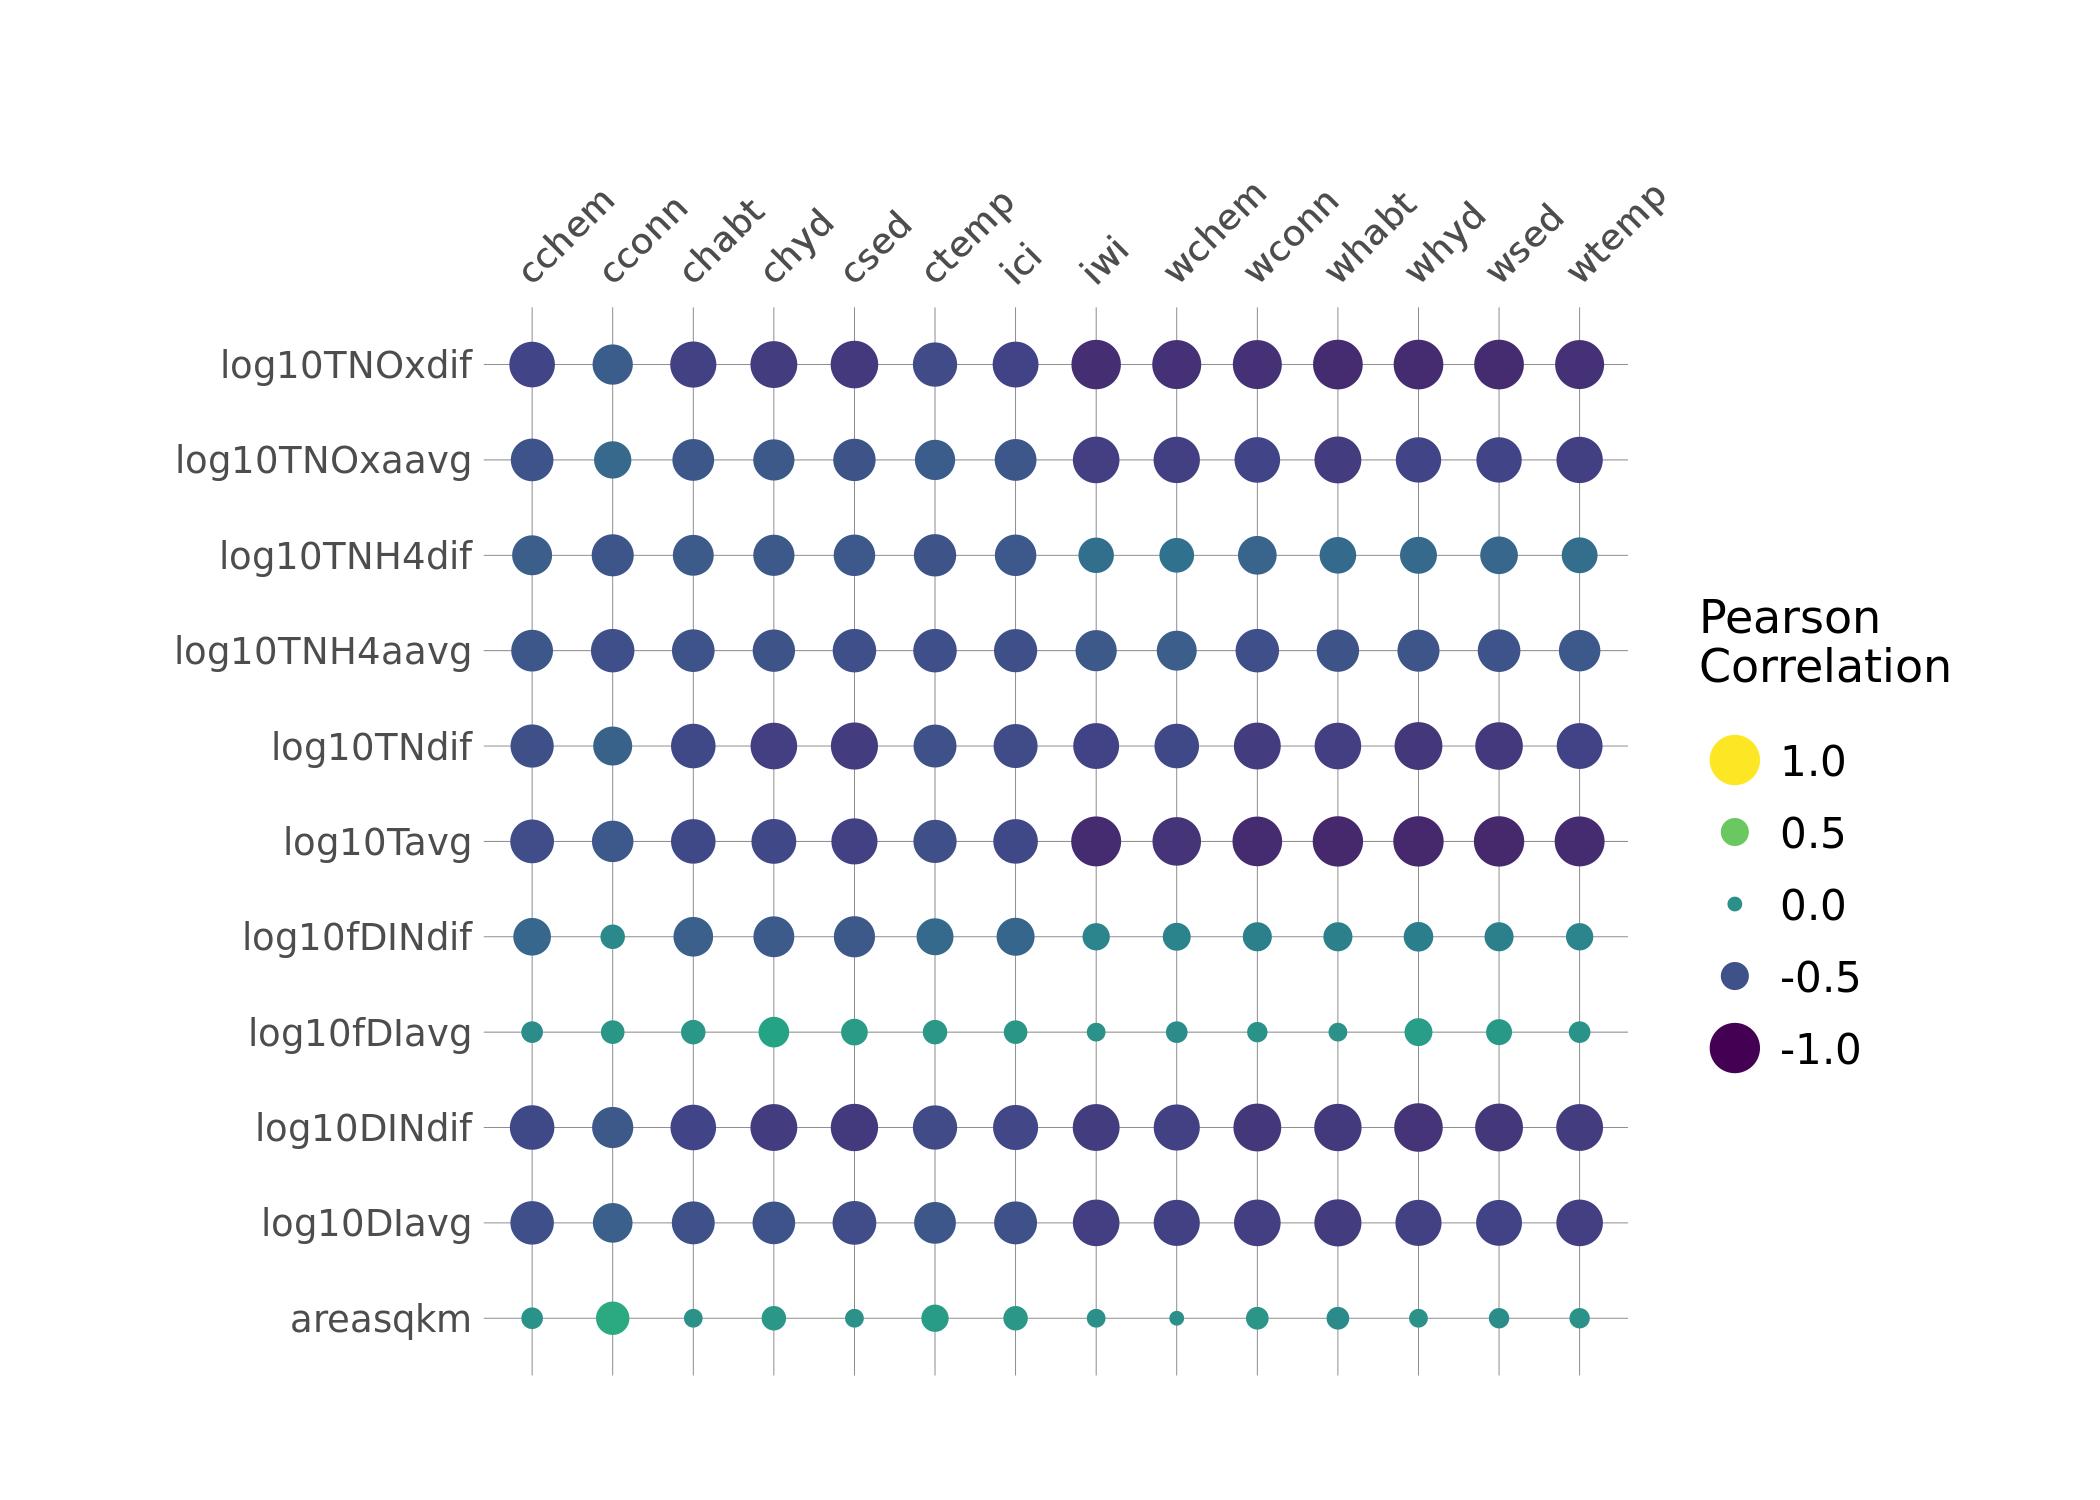 cchem cconn chabt chyd csed ctemp ici iwi wchem wconn whabt whyd wsed wtemp
log10TNOxdif
log10TNOxaavg
log10TNH4dif
log10TNH4aavg
log10TNdif
log10Tavg
log10fDINdif
log10fDIavg
log10DINdif
log10DIavg
areasqkm
Pearson
Correlation
1.0
0.5
0.0
-0.5
-1.0